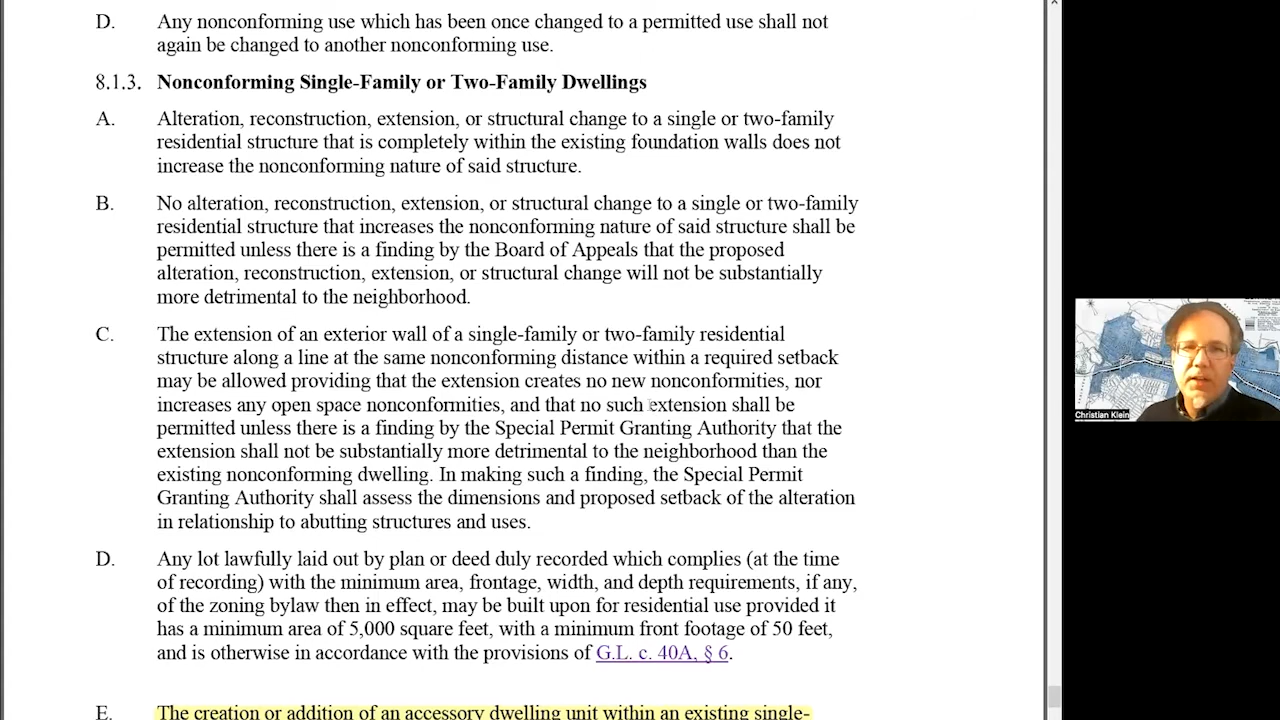 D. Any nonconforming use which has been once changed to a permitted use shall not
again be changed to another nonconforming use.
8.1.3. Nonconforming Single-Family or Two-Family Dwellings
A. Alteration, reconstruction, extension, or structural change to a single or two-family
residential structure that is completely within the existing foundation walls does not
increase the nonconforming nature of said structure.
B. No alteration, reconstruction, extension, or structural change to a single or two-family
residential structure that increases the nonconforming nature of said structure shall be
permitted unless there is a finding by the Board of Appeals that the proposed
alteration, reconstruction, extension, or structural change will not be substantially
more detrimental to the neighborhood.
C. The extension of an exterior wall of a single-family or two-family residential
structure along a line at the same nonconforming distance within a required setback
may be allowed providing that the extension creates no new nonconformities, nor
increases any open space nonconformities, and that no such extension shall be
permitted unless there is a finding by the Special Permit Granting Authority that the
extension shall not be substantially more detrimental to the neighborhood than the
existing nonconforming dwelling. In making such a finding, the Special Permit
Granting Authority shall assess the dimensions and proposed setback of the alteration
in relationship to abutting structures and uses.
D. Any lot lawfully laid out by plan or deed duly recorded which complies (at the time
of recording) with the minimum area, frontage, width, and depth requirements, if any,
of the zoning bylaw then in effect, may be built upon for residential use provided it
has a minimum area of 5,000 square feet, with a minimum front footage of 50 feet,
and is otherwise in accordance with the provisions of G.L. c. 40A, § 6.
E. The creation or addition of an accessory dwelling unit within an existing single-
Christian Klein